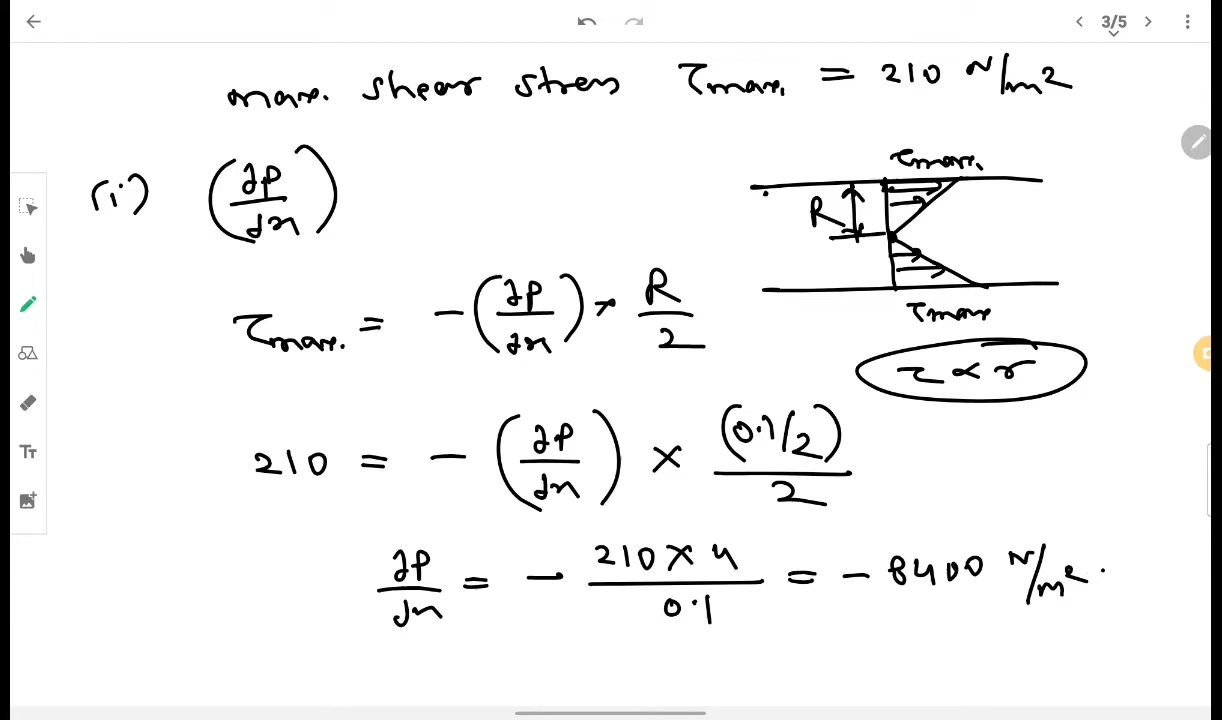 3/5
max. shear stress τmax. = 210 N/m2
(i) (∂P/∂x)
τmax.
R
τmax. = -(∂P/∂x) × R/2
τmax
τ ∝ r
210 = - (∂P/∂x) × (0.1/2)/2
∂P/∂x = - 210 × 4/0.1 = - 8400 N/m2.
Tт